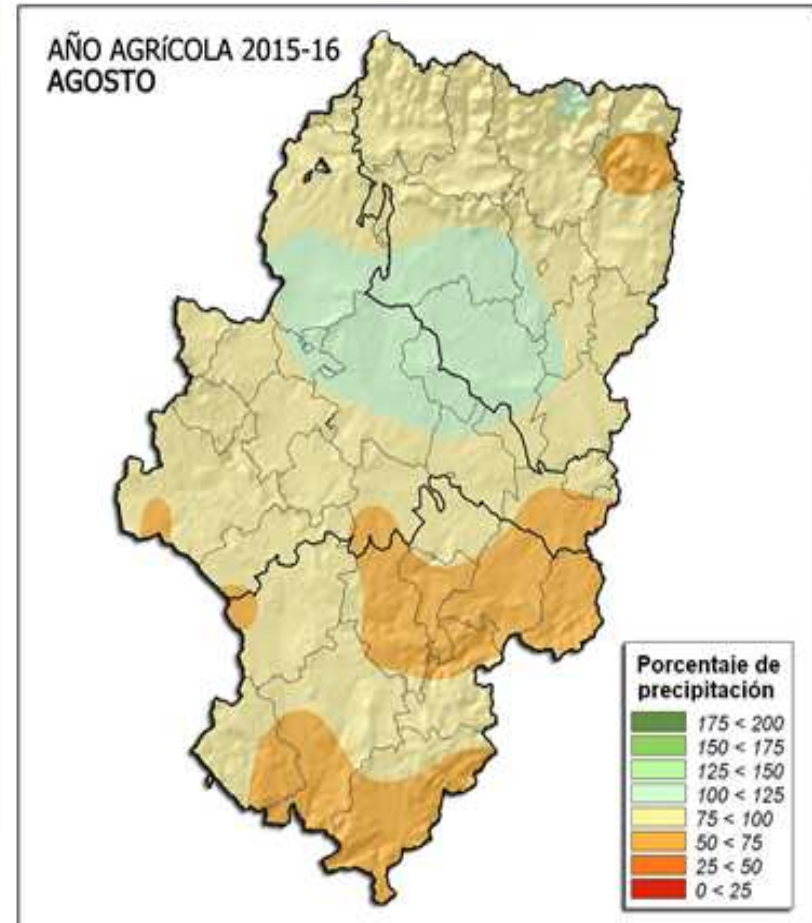 AÑO AGRíCOLA 2015-16
AGOSTO
Porcentaje de
precipitación
175 < 200
150 < 175
125 < 150
100 < 125
75 < 100
50 < 75
25 < 50
0 < 25